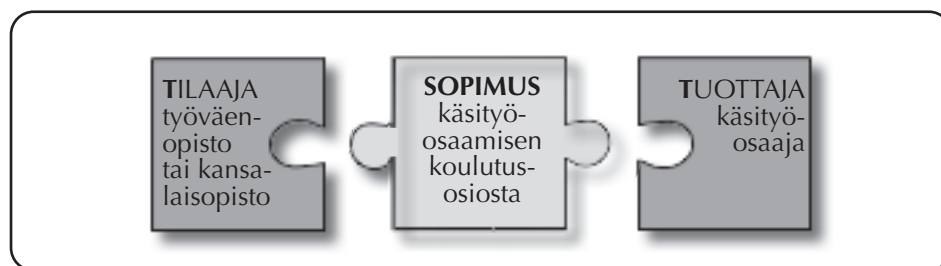 TILAAJA
työväen-
opisto
tai kansa-
laisopisto
SOPIMUS
käsityö-
osaamisen
koulutus-
osiosta
TUOTTAJA
käsityö-
osaaja